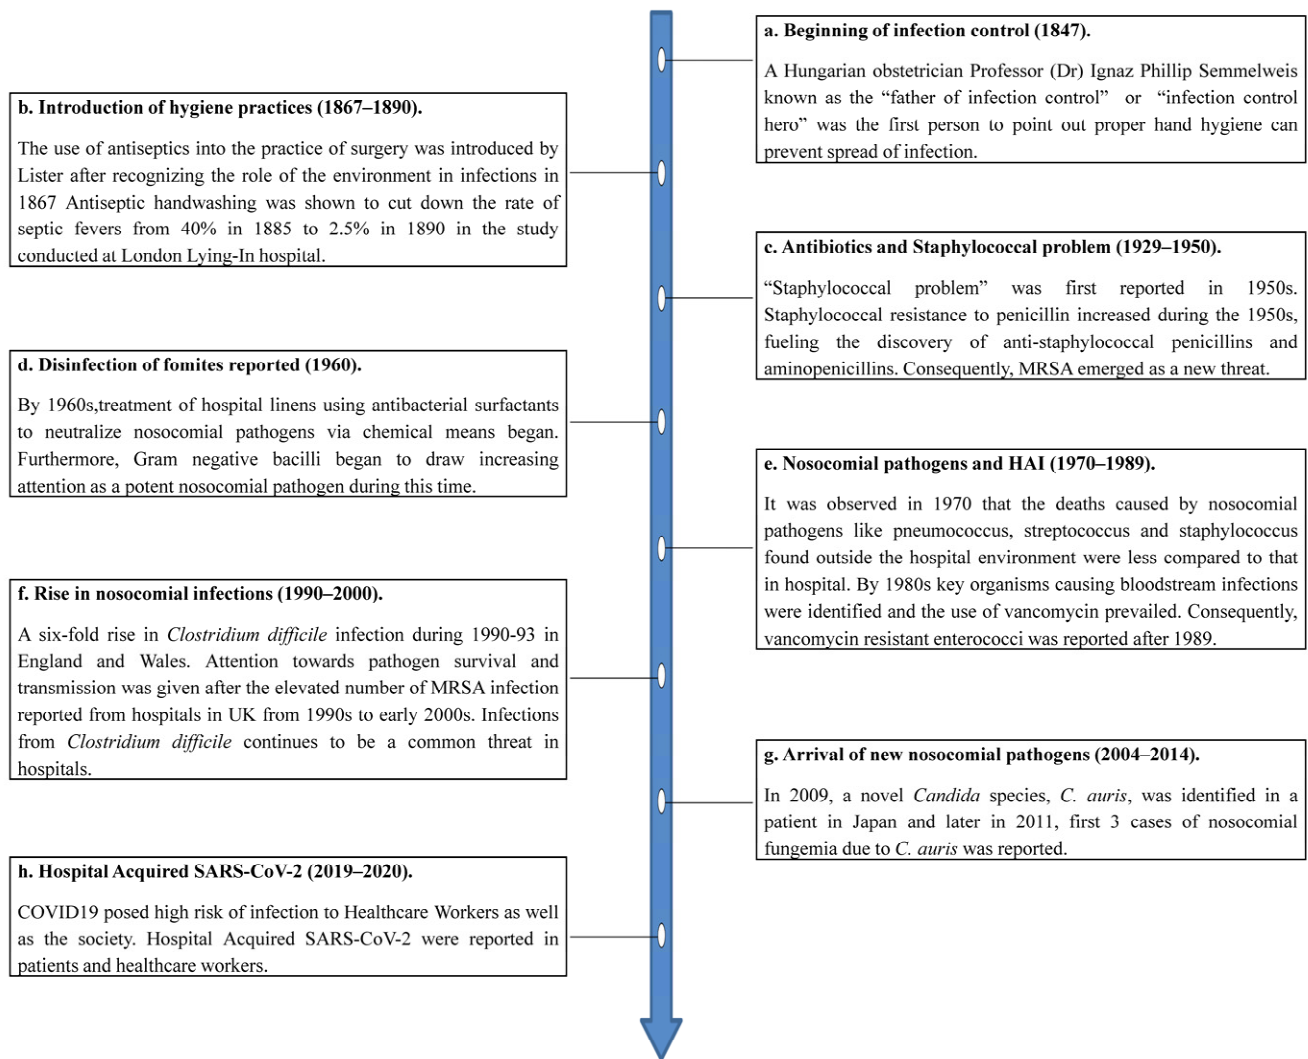 a. Beginning of infection control (1847).
A Hungarian obstetrician Professor (Dr) Ignaz Phillip Semmelweis
known as the “father of infection control” or “infection control
hero” was the first person to point out proper hand hygiene can
prevent spread of infection.
b. Introduction of hygiene practices (1867–1890).
The use of antiseptics into the practice of surgery was introduced by
Lister after recognizing the role of the environment in infections in
1867 Antiseptic handwashing was shown to cut down the rate of
septic fevers from 40% in 1885 to 2.5% in 1890 in the study
conducted at London Lying-In hospital.
c. Antibiotics and Staphylococcal problem (1929–1950).
“Staphylococcal problem” was first reported in 1950s.
Staphylococcal resistance to penicillin increased during the 1950s,
fueling the discovery of anti-staphylococcal penicillins and
aminopenicillins. Consequently, MRSA emerged as a new threat.
d. Disinfection of fomites reported (1960).
By 1960s,treatment of hospital linens using antibacterial surfactants
to neutralize nosocomial pathogens via chemical means began.
Furthermore, Gram negative bacilli began to draw increasing
attention as a potent nosocomial pathogen during this time.
e. Nosocomial pathogens and HAI (1970–1989).
It was observed in 1970 that the deaths caused by nosocomial
pathogens like pneumococcus, streptococcus and staphylococcus
found outside the hospital environment were less compared to that
in hospital. By 1980s key organisms causing bloodstream infections
were identified and the use of vancomycin prevailed. Consequently,
vancomycin resistant enterococci was reported after 1989.
f. Rise in nosocomial infections (1990–2000).
A six-fold rise in Clostridium difficile infection during 1990-93 in
England and Wales. Attention towards pathogen survival and
transmission was given after the elevated number of MRSA infection
reported from hospitals in UK from 1990s to early 2000s. Infections
from Clostridium difficile continues to be a common threat in
hospitals.
g. Arrival of new nosocomial pathogens (2004–2014).
In 2009, a novel Candida species, C. auris, was identified in a
patient in Japan and later in 2011, first 3 cases of nosocomial
fungemia due to C. auris was reported.
h. Hospital Acquired SARS-CoV-2 (2019–2020).
COVID19 posed high risk of infection to Healthcare Workers as well
as the society. Hospital Acquired SARS-CoV-2 were reported in
patients and healthcare workers.